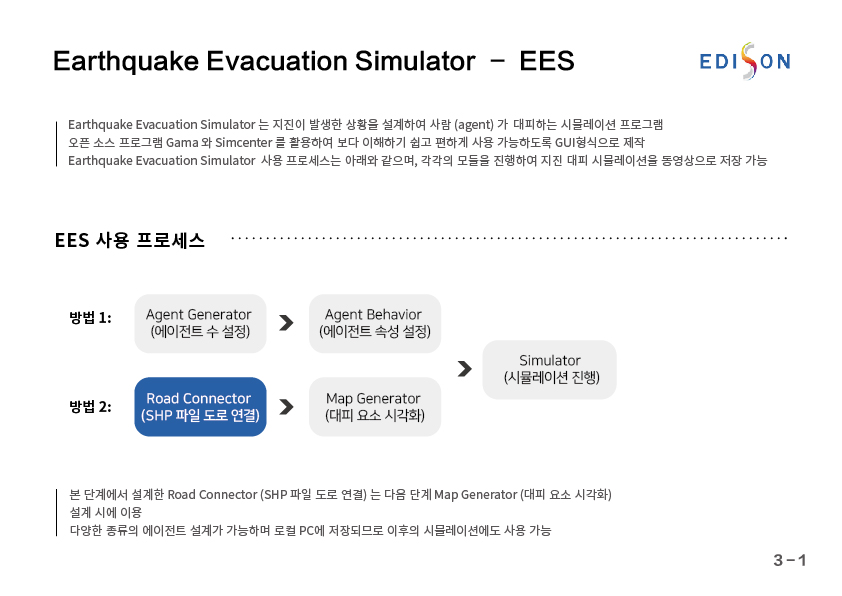 Earthquake Evacuation Simulator – EES
EDISON
Earthquake Evacuation Simulator 는 지진이 발생한 상황을 설계하여 사람 (agent) 가 대피하는 시뮬레이션 프로그램
오픈 소스 프로그램 Gama 와 Simcenter 를 활용하여 보다 이해하기 쉽고 편하게 사용 가능하도록 GUI형식으로 제작
Earthquake Evacuation Simulator 사용 프로세스는 아래와 같으며, 각각의 모듈을 진행하여 지진 대피 시뮬레이션을 동영상으로 저장 가능
EES 사용 프로세스
방법 1:
Agent Generator
(에이전트 수 설정)
Agent Behavior
(에이전트 속성 설정)
Simulator
(시뮬레이션 진행)
방법 2:
Road Connector
(SHP 파일 도로 연결)
Map Generator
(대피 요소 시각화)
본 단계에서 설계한 Road Connector (SHP 파일 도로 연결) 는 다음 단계 Map Generator (대피 요소 시각화)
설계 시에 이용
다양한 종류의 에이전트 설계가 가능하며 로컬 PC에 저장되므로 이후의 시뮬레이션에도 사용 가능
3–1